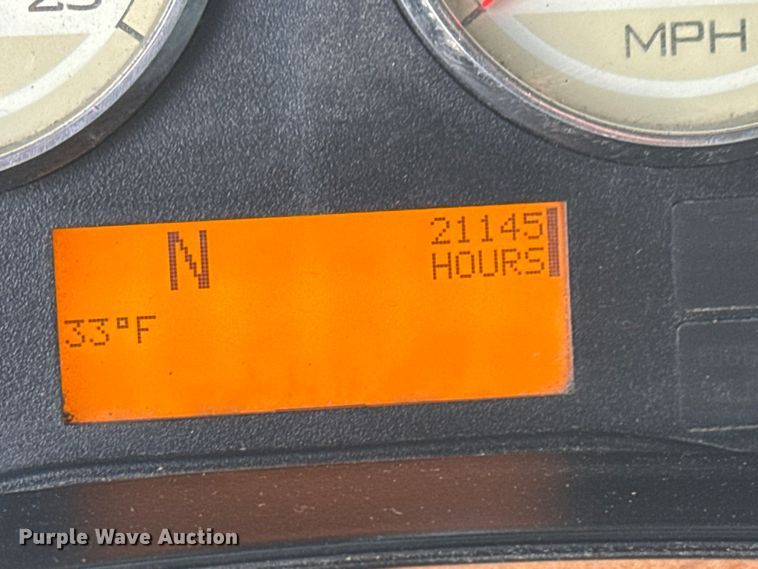 MPH
N
21145
HOURS
33°F
Purple Wave Auction